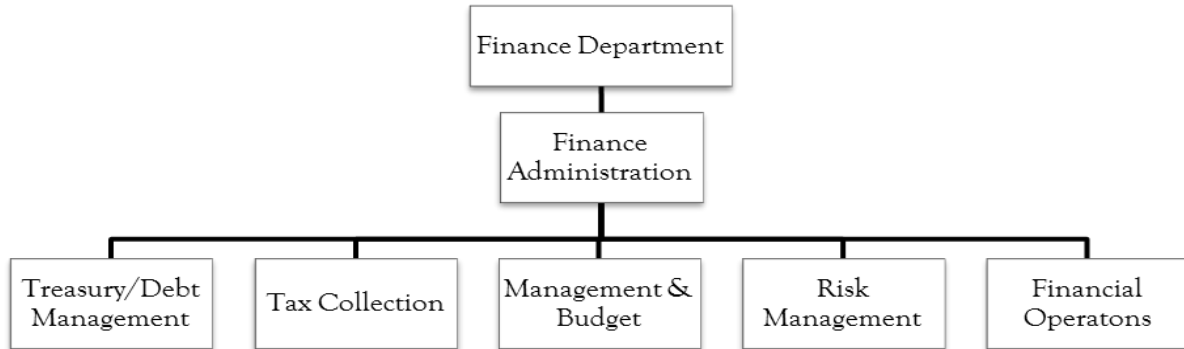 Finance Department
Finance
Administration
Treasury/Debt
Management
Tax Collection
Management &
Budget
Risk
Management
Financial
Operatons